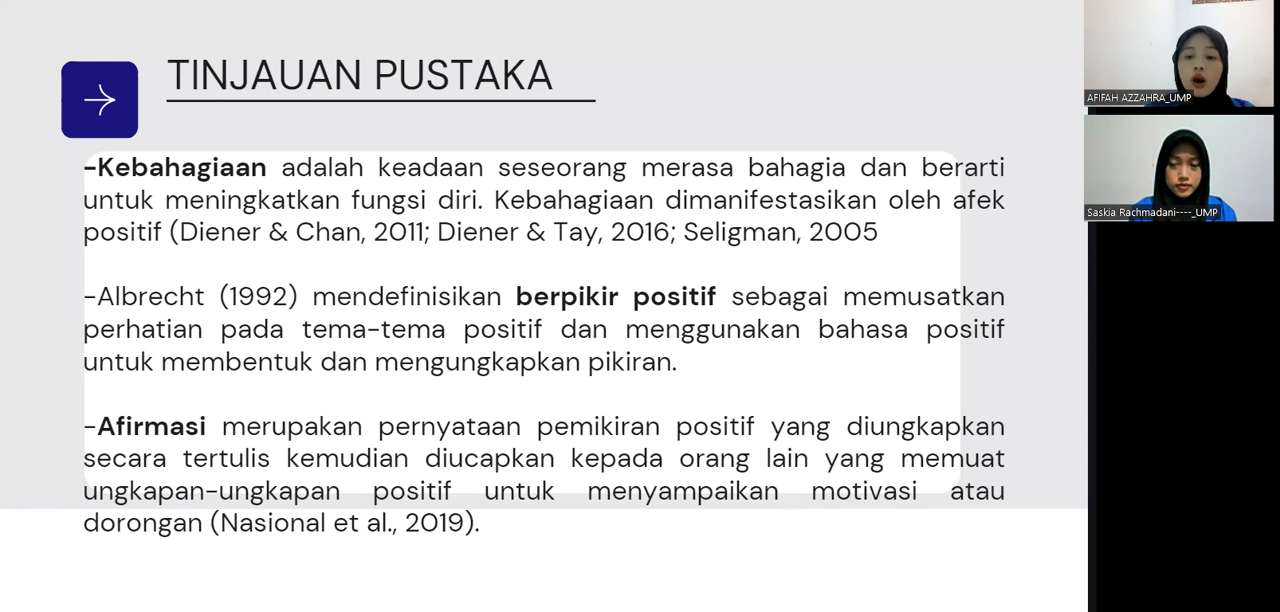 TINJAUAN PUSTAKA
-Kebahagiaan adalah keadaan seseorang merasa bahagia dan berarti
untuk meningkatkan fungsi diri. Kebahagiaan dimanifestasikan oleh afek
positif (Diener & Chan, 2011; Diener & Tay, 2016; Seligman, 2005
-Albrecht (1992) mendefinisikan berpikir positif sebagai memusatkan
perhatian pada tema-tema positif dan menggunakan bahasa positif
untuk membentuk dan mengungkapkan pikiran.
-Afirmasi merupakan pernyataan pemikiran positif yang diungkapkan
secara tertulis kemudian diucapkan kepada orang lain yang memuat
ungkapan-ungkapan positif untuk menyampaikan motivasi atau
dorongan (Nasional et al., 2019).
AFIFAH AZZAHRA_UMP
Saskia Rachmadani----_UMP